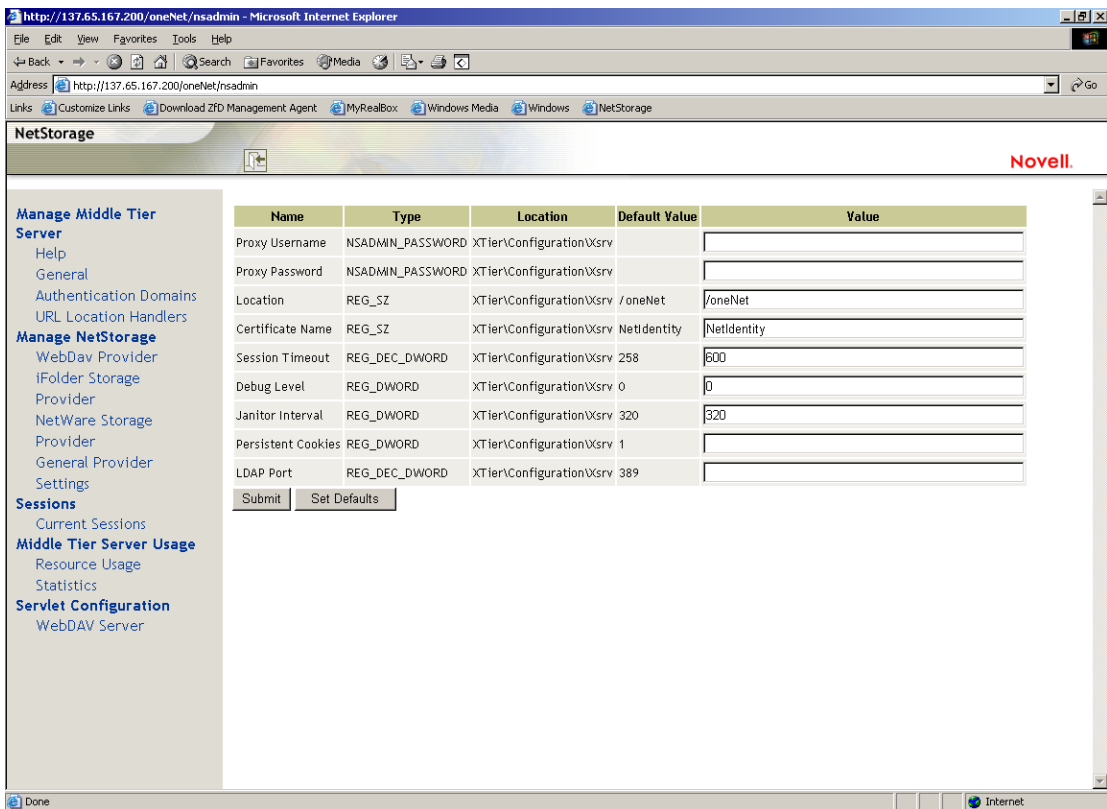 http://137.65.167.200/oneNet/nsadmin - Microsoft Internet Explorer
File Edit View Favorites Tools Help
Back Search Favorites Media
Address http://137.65.167.200/oneNet/nsadmin Go
Links Customize Links Download ZfD Management Agent MyRealBox Windows Media Windows NetStorage
NetStorage
Novell.
Manage Middle Tier
Server
Help
General
Authentication Domains
URL Location Handlers
Manage NetStorage
WebDav Provider
iFolder Storage
Provider
NetWare Storage
Provider
General Provider
Settings
Sessions
Current Sessions
Middle Tier Server Usage
Resource Usage
Statistics
Servlet Configuration
WebDAV Server
Name Type Location Default Value Value
Proxy Username NSADMIN_PASSWORD XTier\Configuration\Xsrv
Proxy Password NSADMIN_PASSWORD XTier\Configuration\Xsrv
Location REG_SZ XTier\Configuration\Xsrv /oneNet /oneNet
Certificate Name REG_SZ XTier\Configuration\Xsrv NetIdentity NetIdentity
Session Timeout REG_DEC_DWORD XTier\Configuration\Xsrv 258 600
Debug Level REG_DWORD XTier\Configuration\Xsrv 0 0
Janitor Interval REG_DWORD XTier\Configuration\Xsrv 320 320
Persistent Cookies REG_DWORD XTier\Configuration\Xsrv 1
LDAP Port REG_DEC_DWORD XTier\Configuration\Xsrv 389
Submit Set Defaults
Done Internet